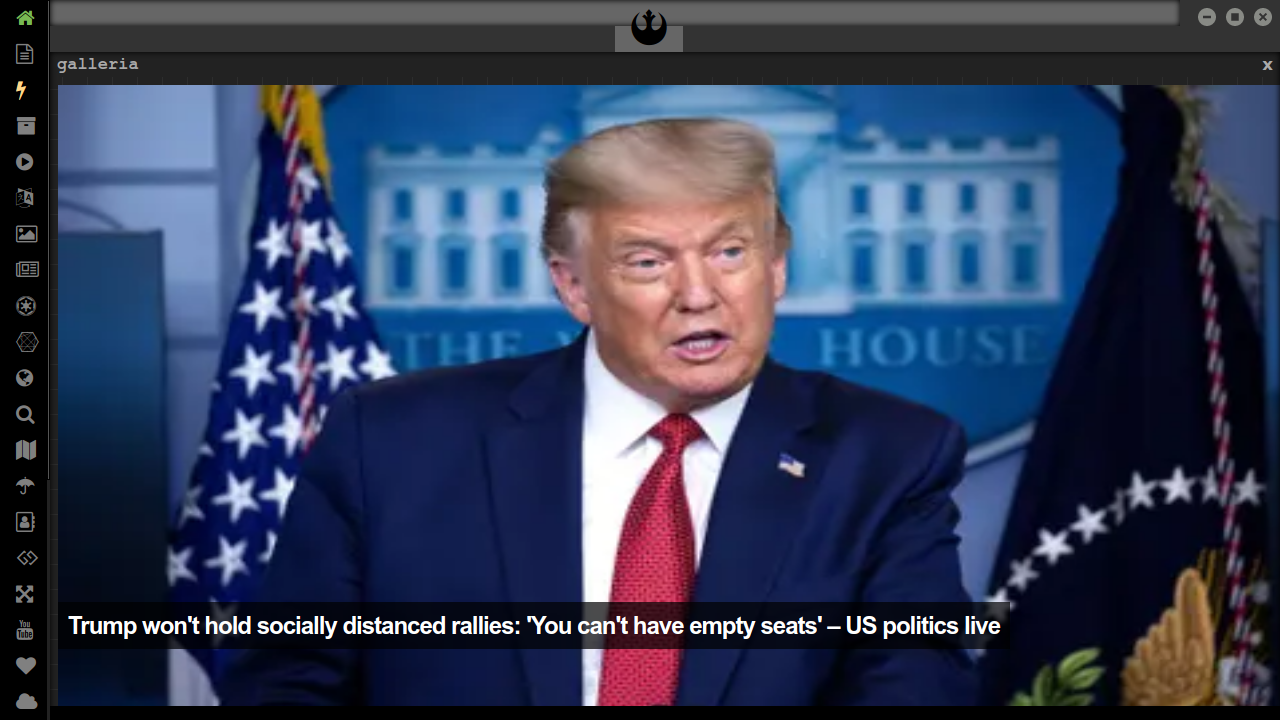 galleria
x
THE W HOUSE
Trump won't hold socially distanced rallies: 'You can't have empty seats' – US politics live
You
Tube